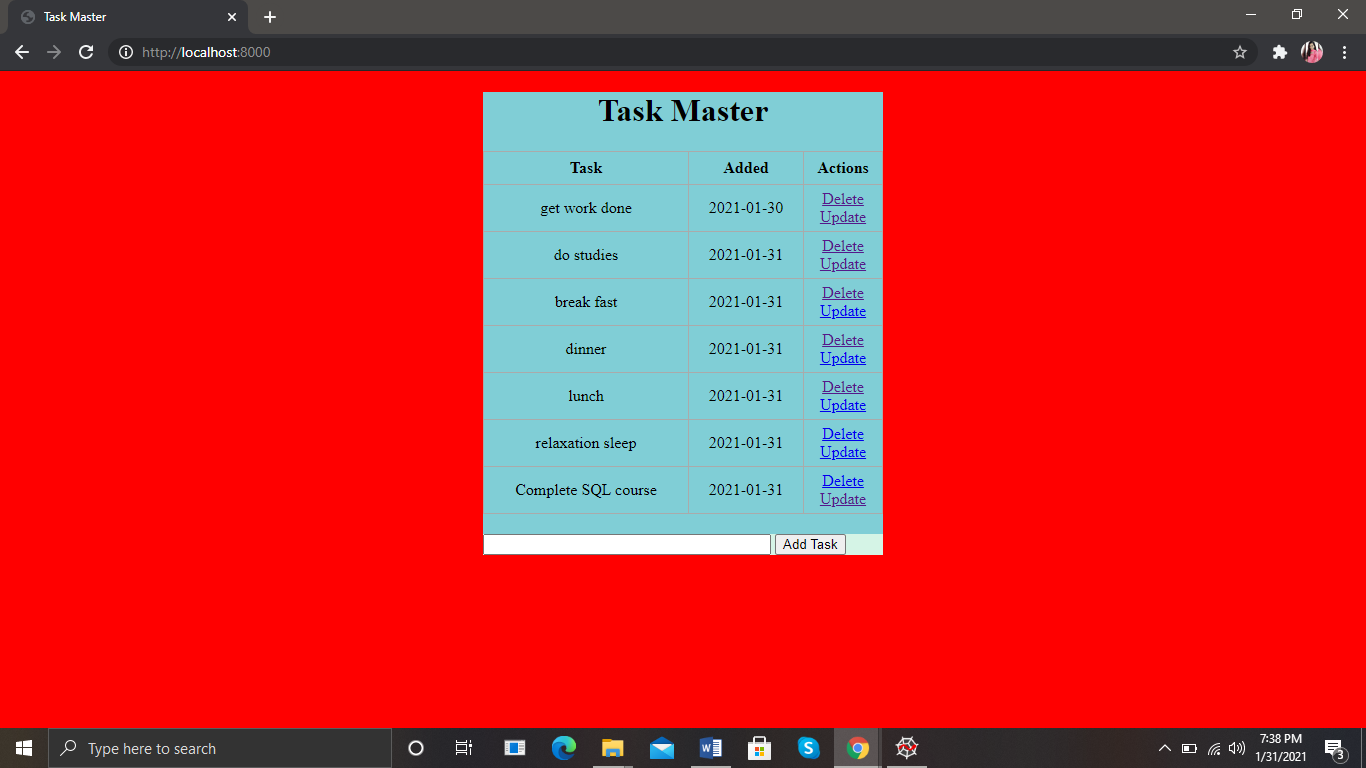 Task Master
http://localhost:8000
Task Master
Task Added Actions
get work done 2021-01-30 Delete
Update
do studies 2021-01-31 Delete
Update
break fast 2021-01-31 Delete
Update
dinner 2021-01-31 Delete
Update
lunch 2021-01-31 Delete
Update
relaxation sleep 2021-01-31 Delete
Update
Complete SQL course 2021-01-31 Delete
Update
Add Task
Type here to search
7:38 PM
1/31/2021
3